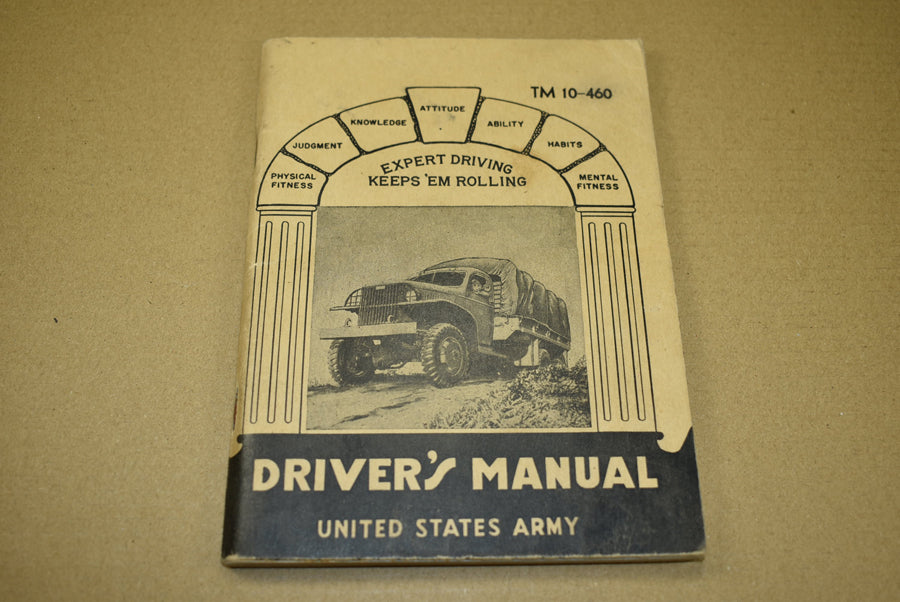 TM 10-460
ATTITUDE
KNOWLEDGE
ABILITY
JUDGMENT
HABITS
PHYSICAL
FITNESS
MENTAL
FITNESS
EXPERT DRIVING
KEEPS 'EM ROLLING
DRIVER'S MANUAL
UNITED STATES ARMY